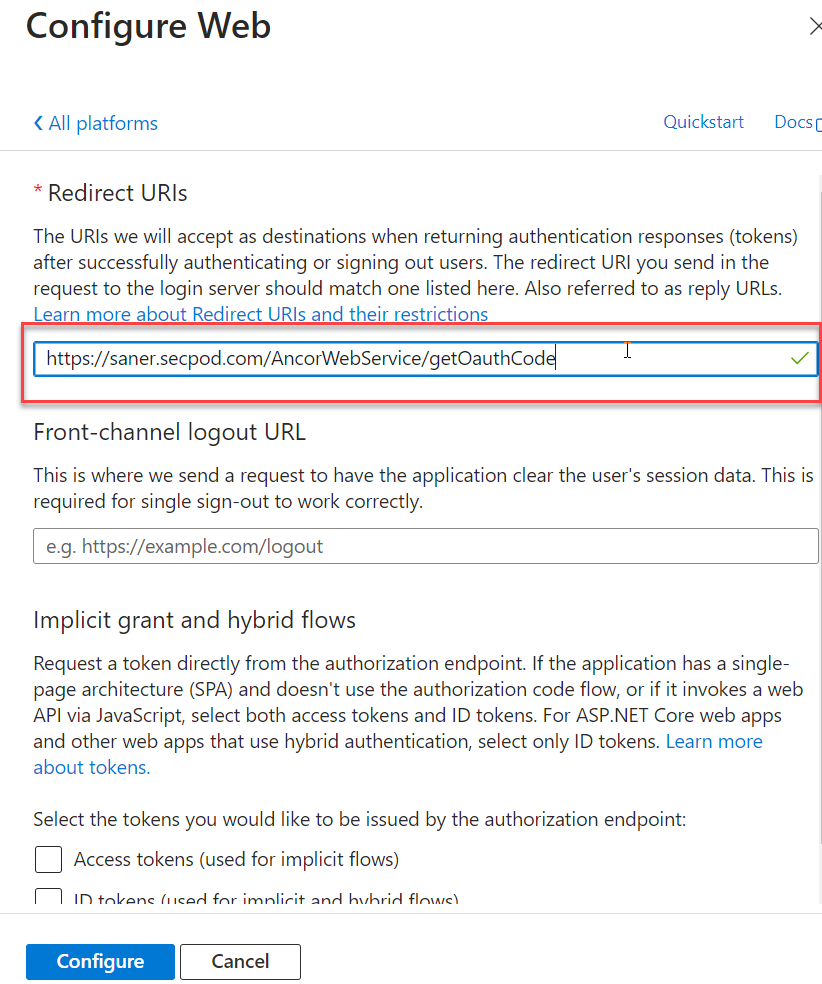 Configure Web
All platforms
Quickstart
Docs
* Redirect URIs
The URIs we will accept as destinations when returning authentication responses (tokens)
after successfully authenticating or signing out users. The redirect URI you send in the
request to the login server should match one listed here. Also referred to as reply URLs.
Learn more about Redirect URIs and their restrictions
https://saner.secpod.com/AncorWebService/getOauthCode
Front-channel logout URL
This is where we send a request to have the application clear the user's session data. This is
required for single sign-out to work correctly.
e.g. https://example.com/logout
Implicit grant and hybrid flows
Request a token directly from the authorization endpoint. If the application has a single-
page architecture (SPA) and doesn't use the authorization code flow, or if it invokes a web
API via JavaScript, select both access tokens and ID tokens. For ASP.NET Core web apps
and other web apps that use hybrid authentication, select only ID tokens. Learn more
about tokens.
Select the tokens you would like to be issued by the authorization endpoint:
Access tokens (used for implicit flows)
ID tokens (used for implicit and hybrid flows)
Configure
Cancel